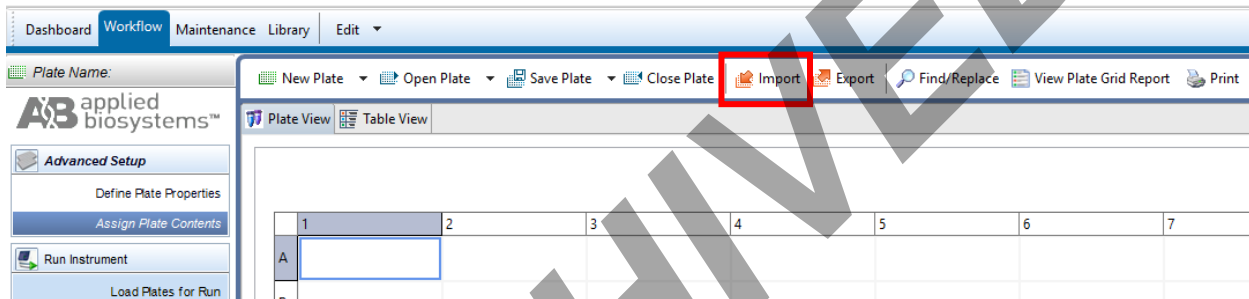 Dashboard Workflow Maintenance Library Edit
Plate Name:
New Plate Open Plate Save Plate Close Plate Import Export Find/Replace View Plate Grid Report Print
AB applied biosystems™
Plate View Table View
Advanced Setup
Define Plate Properties
Assign Plate Contents
1 2 3 4 5 6 7
A
Run Instrument
Load Plates for Run